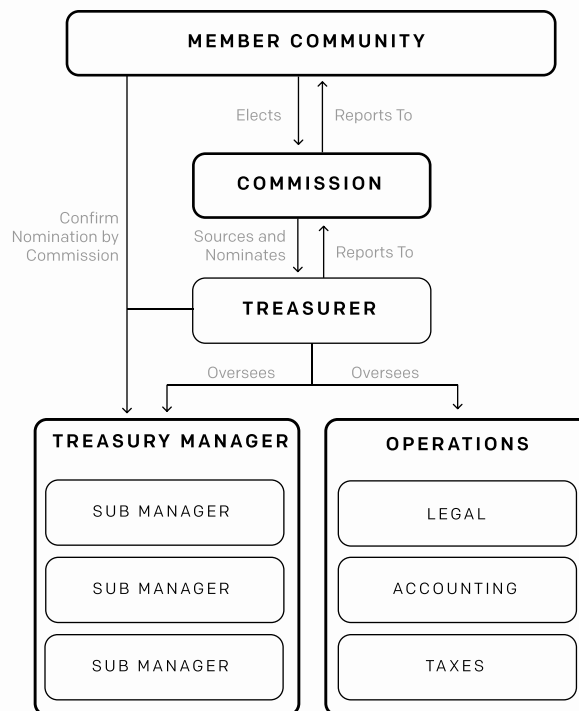 MEMBER COMMUNITY
Elects
Reports To
COMMISSION
Confirm
Nomination by
Commission
Sources and
Nominates
Reports To
TREASURER
Oversees
Oversees
TREASURY MANAGER
SUB MANAGER
SUB MANAGER
SUB MANAGER
OPERATIONS
LEGAL
ACCOUNTING
TAXES